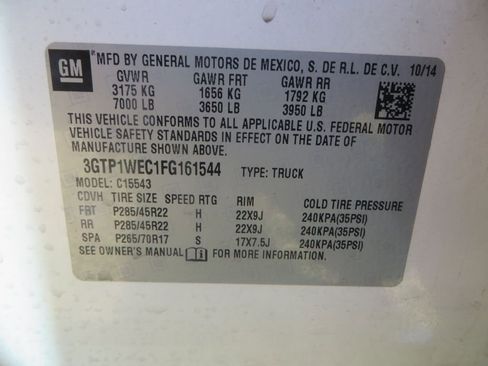 GM
MFD BY GENERAL MOTORS DE MEXICO, S. DE R.L. DE C.V. 10/14
GVWR GAWR FRT GAWR RR
3175 KG 1656 KG 1792 KG
7000 LB 3650 LB 3950 LB
THIS VEHICLE CONFORMS TO ALL APPLICABLE U.S. FEDERAL MOTOR
VEHICLE SAFETY STANDARDS IN EFFECT ON THE DATE OF
MANUFACTURE SHOWN ABOVE.
3GTP1WEC1FG161544 TYPE: TRUCK
MODEL: C15543
CDVH TIRE SIZE SPEED RTG RIM COLD TIRE PRESSURE
FRT P285/45R22 H 22X9J 240KPA(35PSI)
RR P285/45R22 H 22X9J 240KPA(35PSI)
SPA P265/70R17 S 17X7.5J 240KPA(35PSI)
SEE OWNER'S MANUAL FOR MORE INFORMATION.